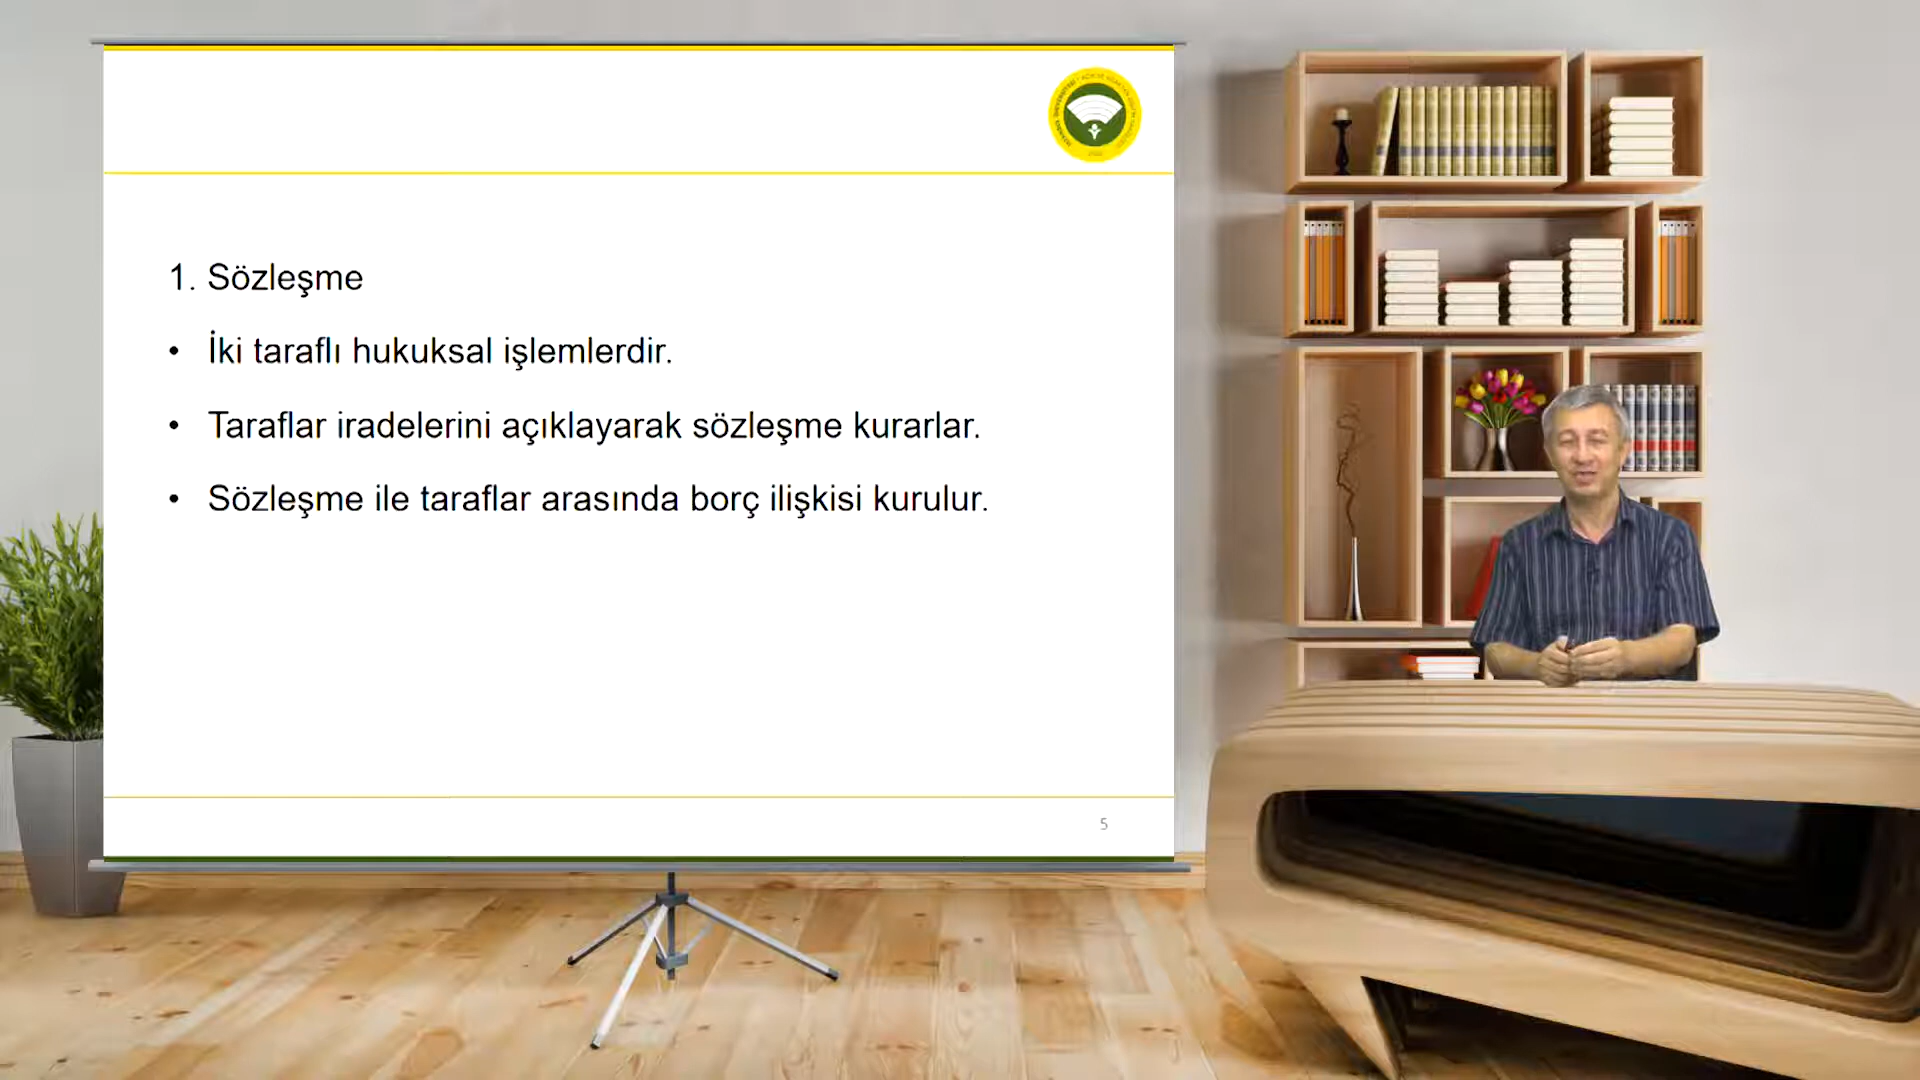 1. Sözleşme
• İki taraflı hukuksal işlemlerdir.
• Taraflar iradelerini açıklayarak sözleşme kurarlar.
• Sözleşme ile taraflar arasında borç ilişkisi kurulur.
5